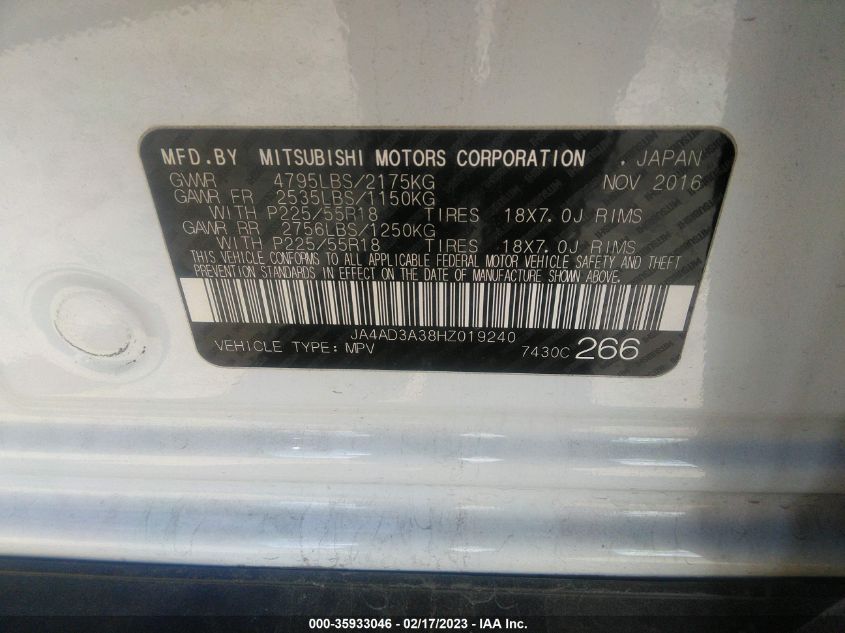 MFD.BY MITSUBISHI MOTORS CORPORATION , JAPAN
GVWR 4795LBS/2175KG NOV 2016
GAWR FR 2535LBS/1150KG
WITH P225/55R18 TIRES 18X7.0J RIMS
GAWR RR 2756LBS/1250KG
WITH P225/55R18 TIRES 18X7.0J RIMS
THIS VEHICLE CONFORMS TO ALL APPLICABLE FEDERAL MOTOR VEHICLE SAFETY AND THEFT
PREVENTION STANDARDS IN EFFECT ON THE DATE OF MANUFACTURE SHOWN ABOVE.
JA4AD3A38HZ019240
VEHICLE TYPE: MPV 7430C 266
000-35933046 — 02/17/2023 — IAA Inc.